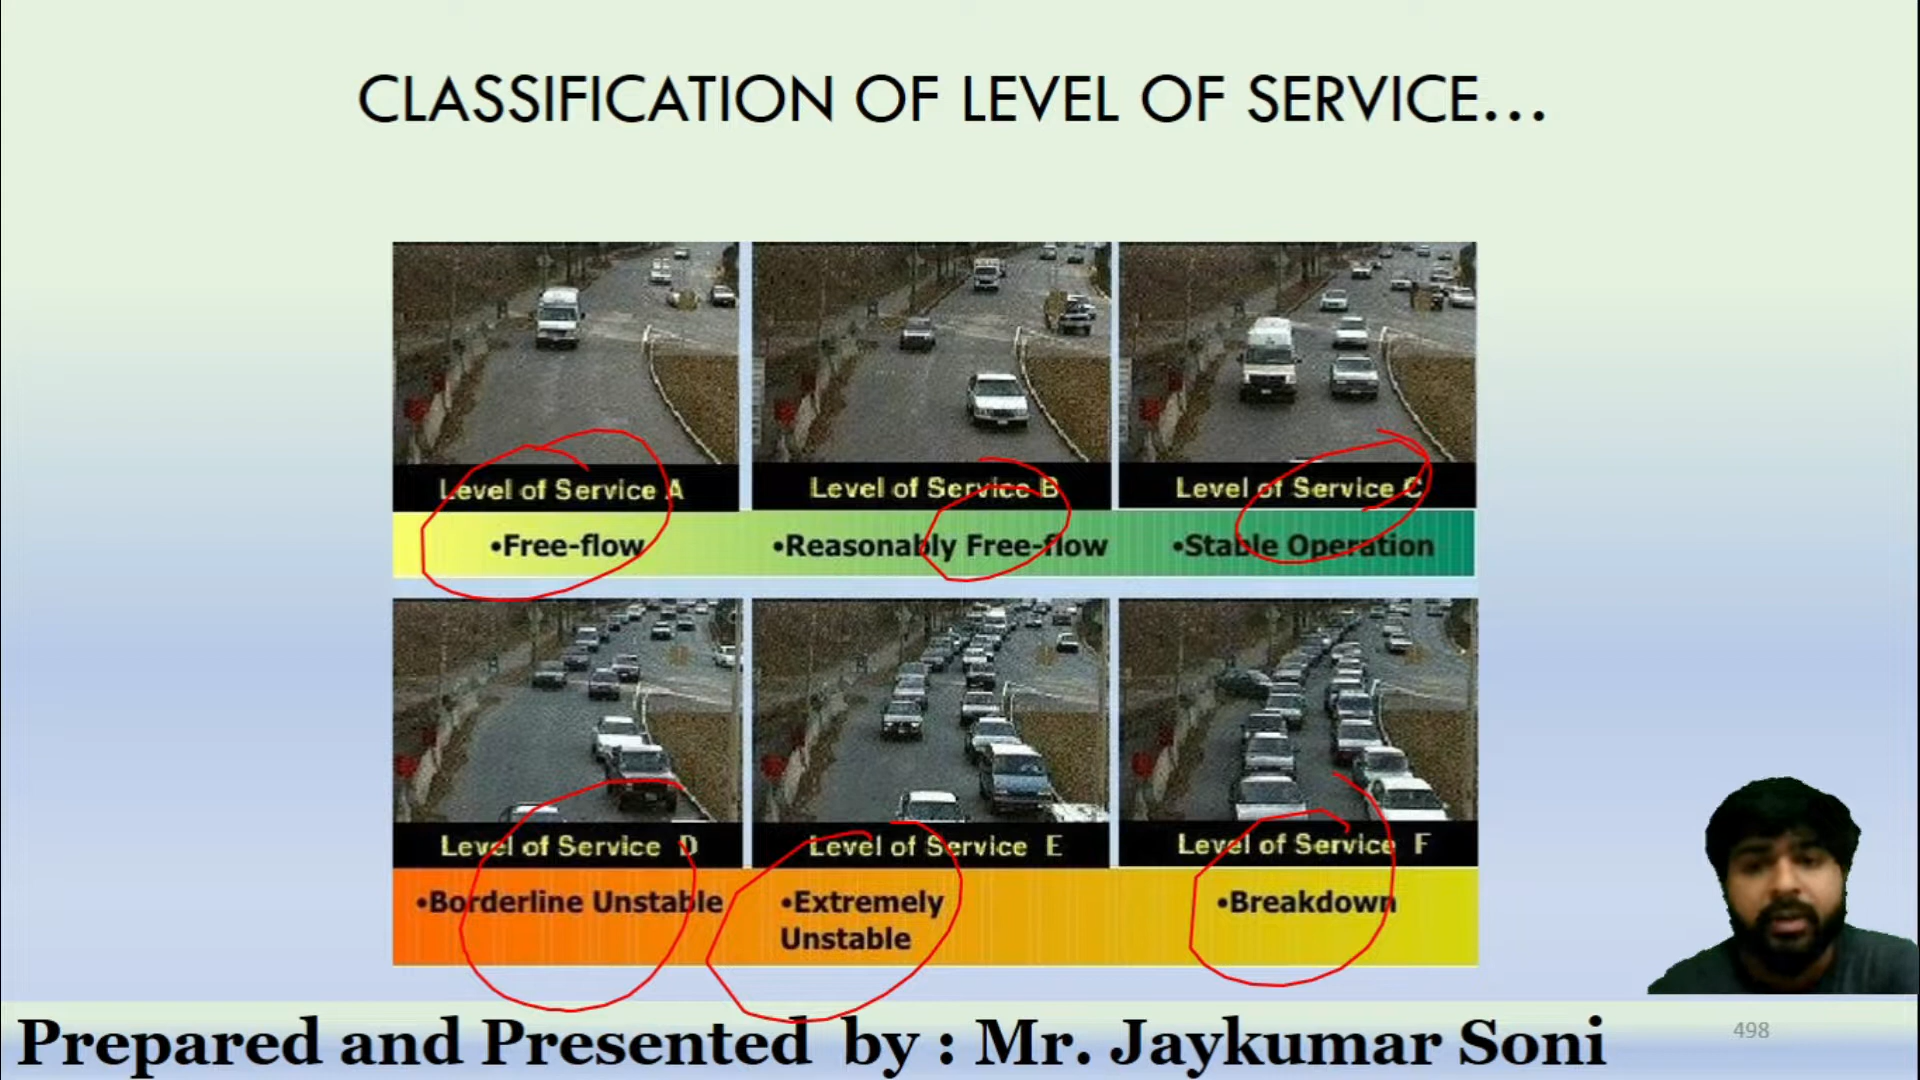 CLASSIFICATION OF LEVEL OF SERVICE...
Level of Service A
Level of Service B
Level of Service C
•Free-flow
•Reasonably Free-flow
•Stable Operation
Level of Service D
Level of Service E
Level of Service F
•Borderline Unstable
•Extremely
Unstable
•Breakdown
Prepared and Presented by : Mr. Jaykumar Soni
498